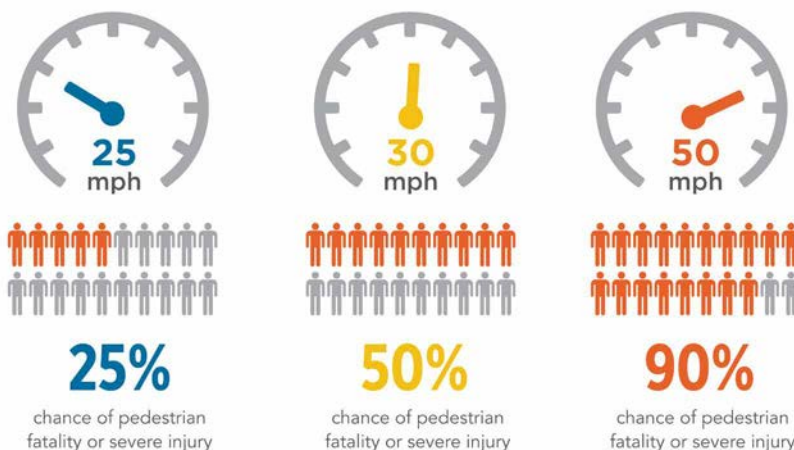 25
mph
25%
chance of pedestrian
fatality or severe injury
30
mph
50%
chance of pedestrian
fatality or severe injury
50
mph
90%
chance of pedestrian
fatality or severe injury